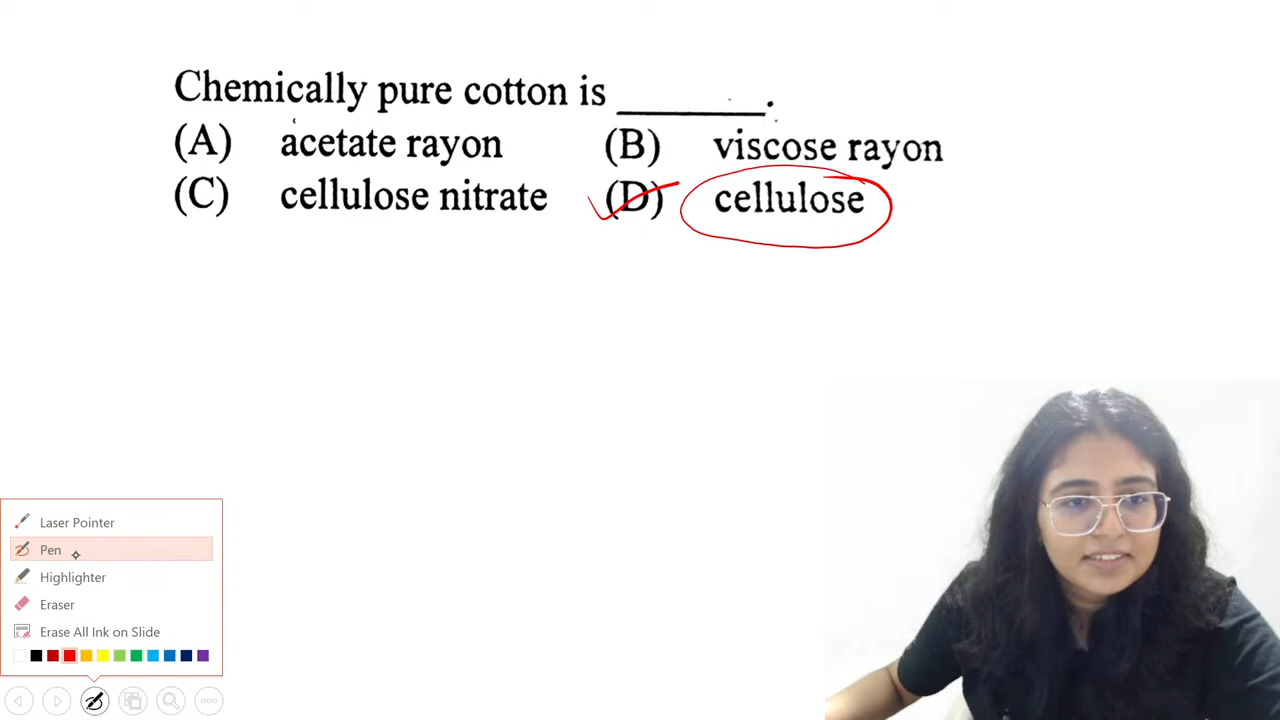 Chemically pure cotton is ________.
(A) acetate rayon (B) viscose rayon
(C) cellulose nitrate (D) cellulose
Laser Pointer
Pen
Highlighter
Eraser
Erase All Ink on Slide